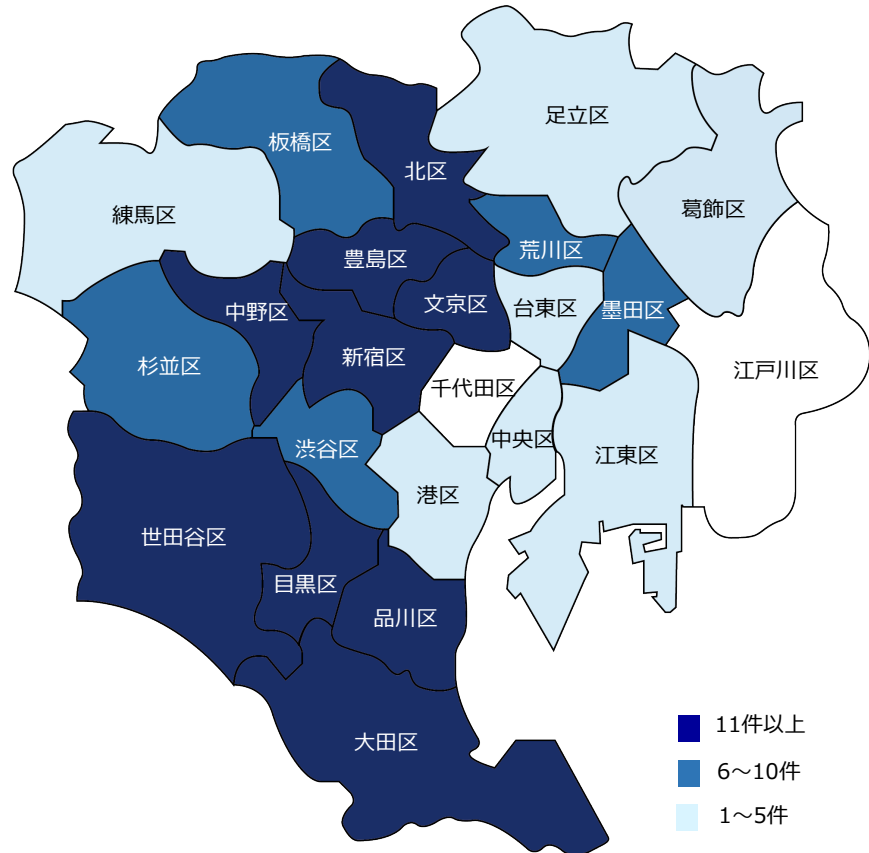 足立区
板橋区
北区
葛飾区
練馬区
荒川区
豊島区
文京区
台東区
墨田区
中野区
新宿区
杉並区
江戸川区
千代田区
中央区
渋谷区
江東区
港区
世田谷区
目黒区
品川区
大田区
11件以上
6～10件
1～5件